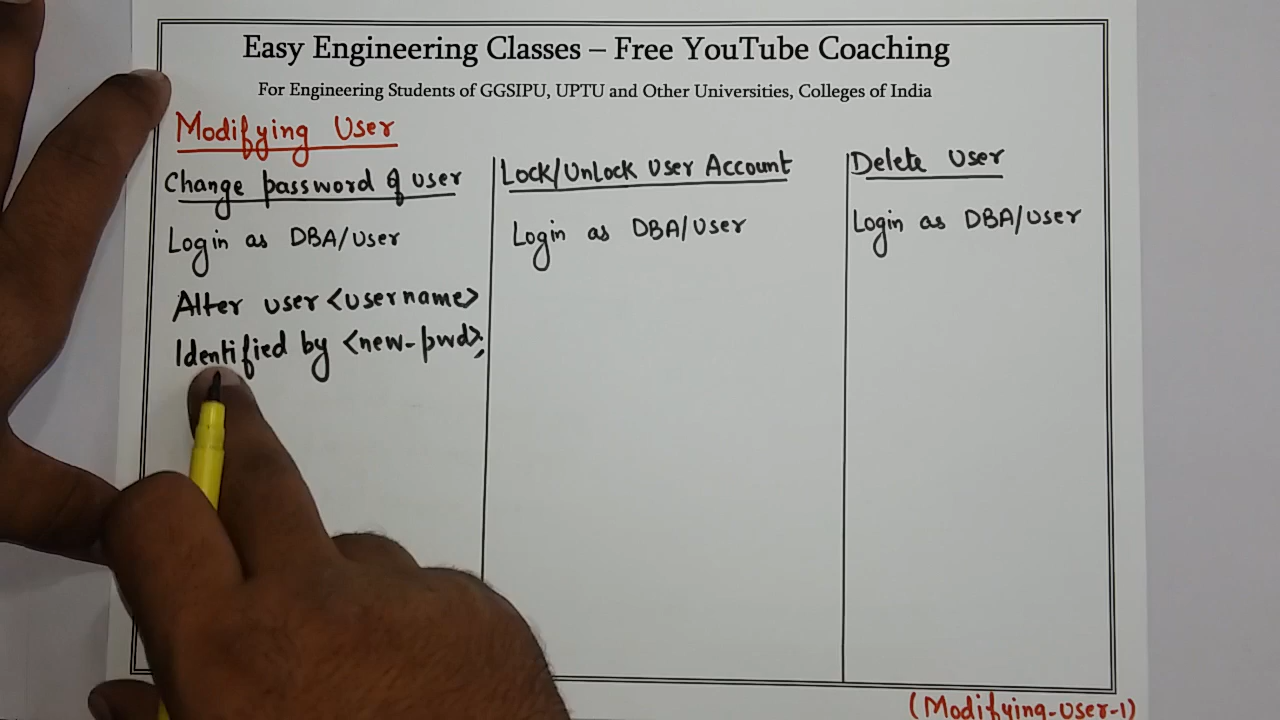 Easy Engineering Classes – Free YouTube Coaching
For Engineering Students of GGSIPU, UPTU and Other Universities, Colleges of India
Modifying User
Change password of user
Login as DBA/User
Alter user <username>
Identified by <new-pwd>;
Lock/Unlock User Account
Login as DBA/User
Delete User
Login as DBA/User
(Modifying-User-1)